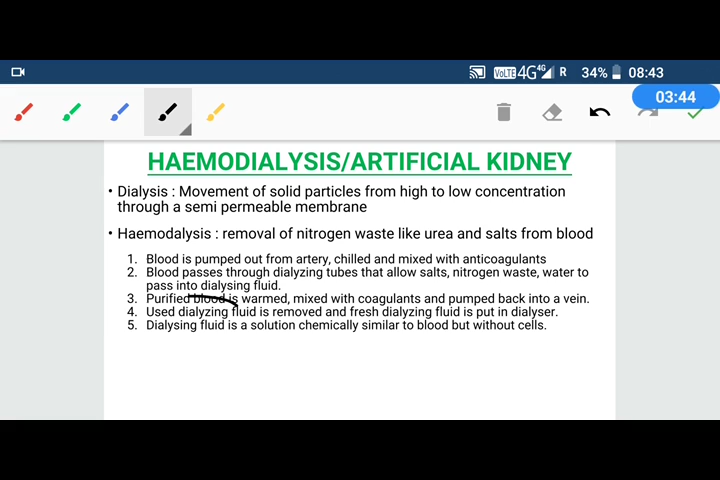 VoLTE 4G 4G R 34% 08:43
03:44
HAEMODIALYSIS/ARTIFICIAL KIDNEY
• Dialysis : Movement of solid particles from high to low concentration
through a semi permeable membrane
• Haemodalysis : removal of nitrogen waste like urea and salts from blood
1. Blood is pumped out from artery, chilled and mixed with anticoagulants
2. Blood passes through dialyzing tubes that allow salts, nitrogen waste, water to
pass into dialysing fluid.
3. Purified blood is warmed, mixed with coagulants and pumped back into a vein.
4. Used dialyzing fluid is removed and fresh dialyzing fluid is put in dialyser.
5. Dialysing fluid is a solution chemically similar to blood but without cells.